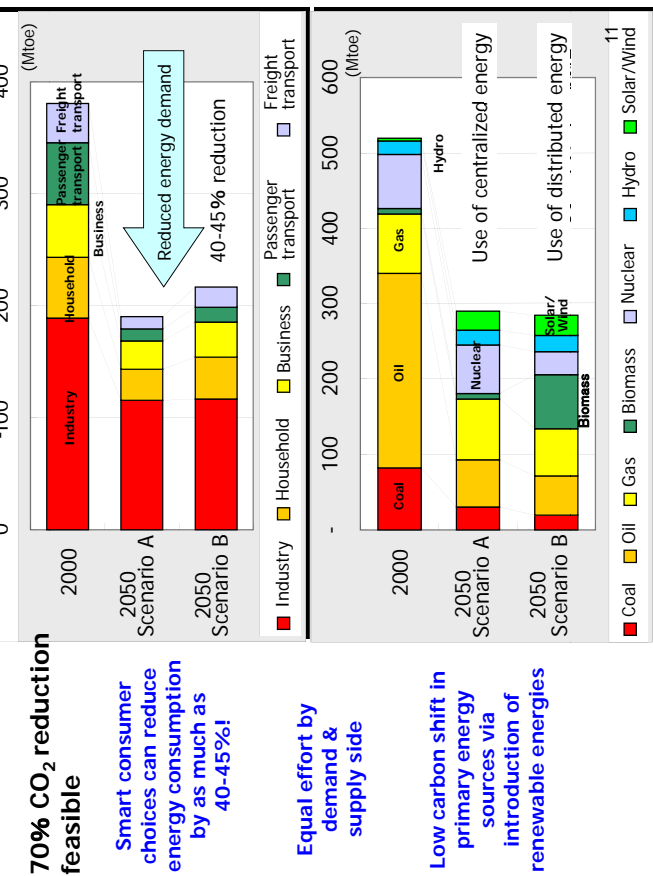 70% CO₂ reduction
feasible
Smart consumer
choices can reduce
energy consumption
by as much as
40-45%!
Equal effort by
demand &
supply side
Low carbon shift in
primary energy
sources via
introduction of
renewable energies
0 100 200 300 400
(Mtoe)
2000
Industry
Household
Business
Passenger
transport
Freight
transport
2050
Scenario A
Reduced energy demand
2050
Scenario B
40-45% reduction
Industry Household Business Passenger
transport Freight
transport
- 100 200 300 400 500 600
(Mtoe)
2000
Coal
Oil
Gas
Hydro
2050
Scenario A
Nuclear
Use of centralized energy
2050
Scenario B
Biomass
Solar/
Wind
Use of distributed energy
Coal Oil Gas Biomass Nuclear Hydro Solar/Wind
11